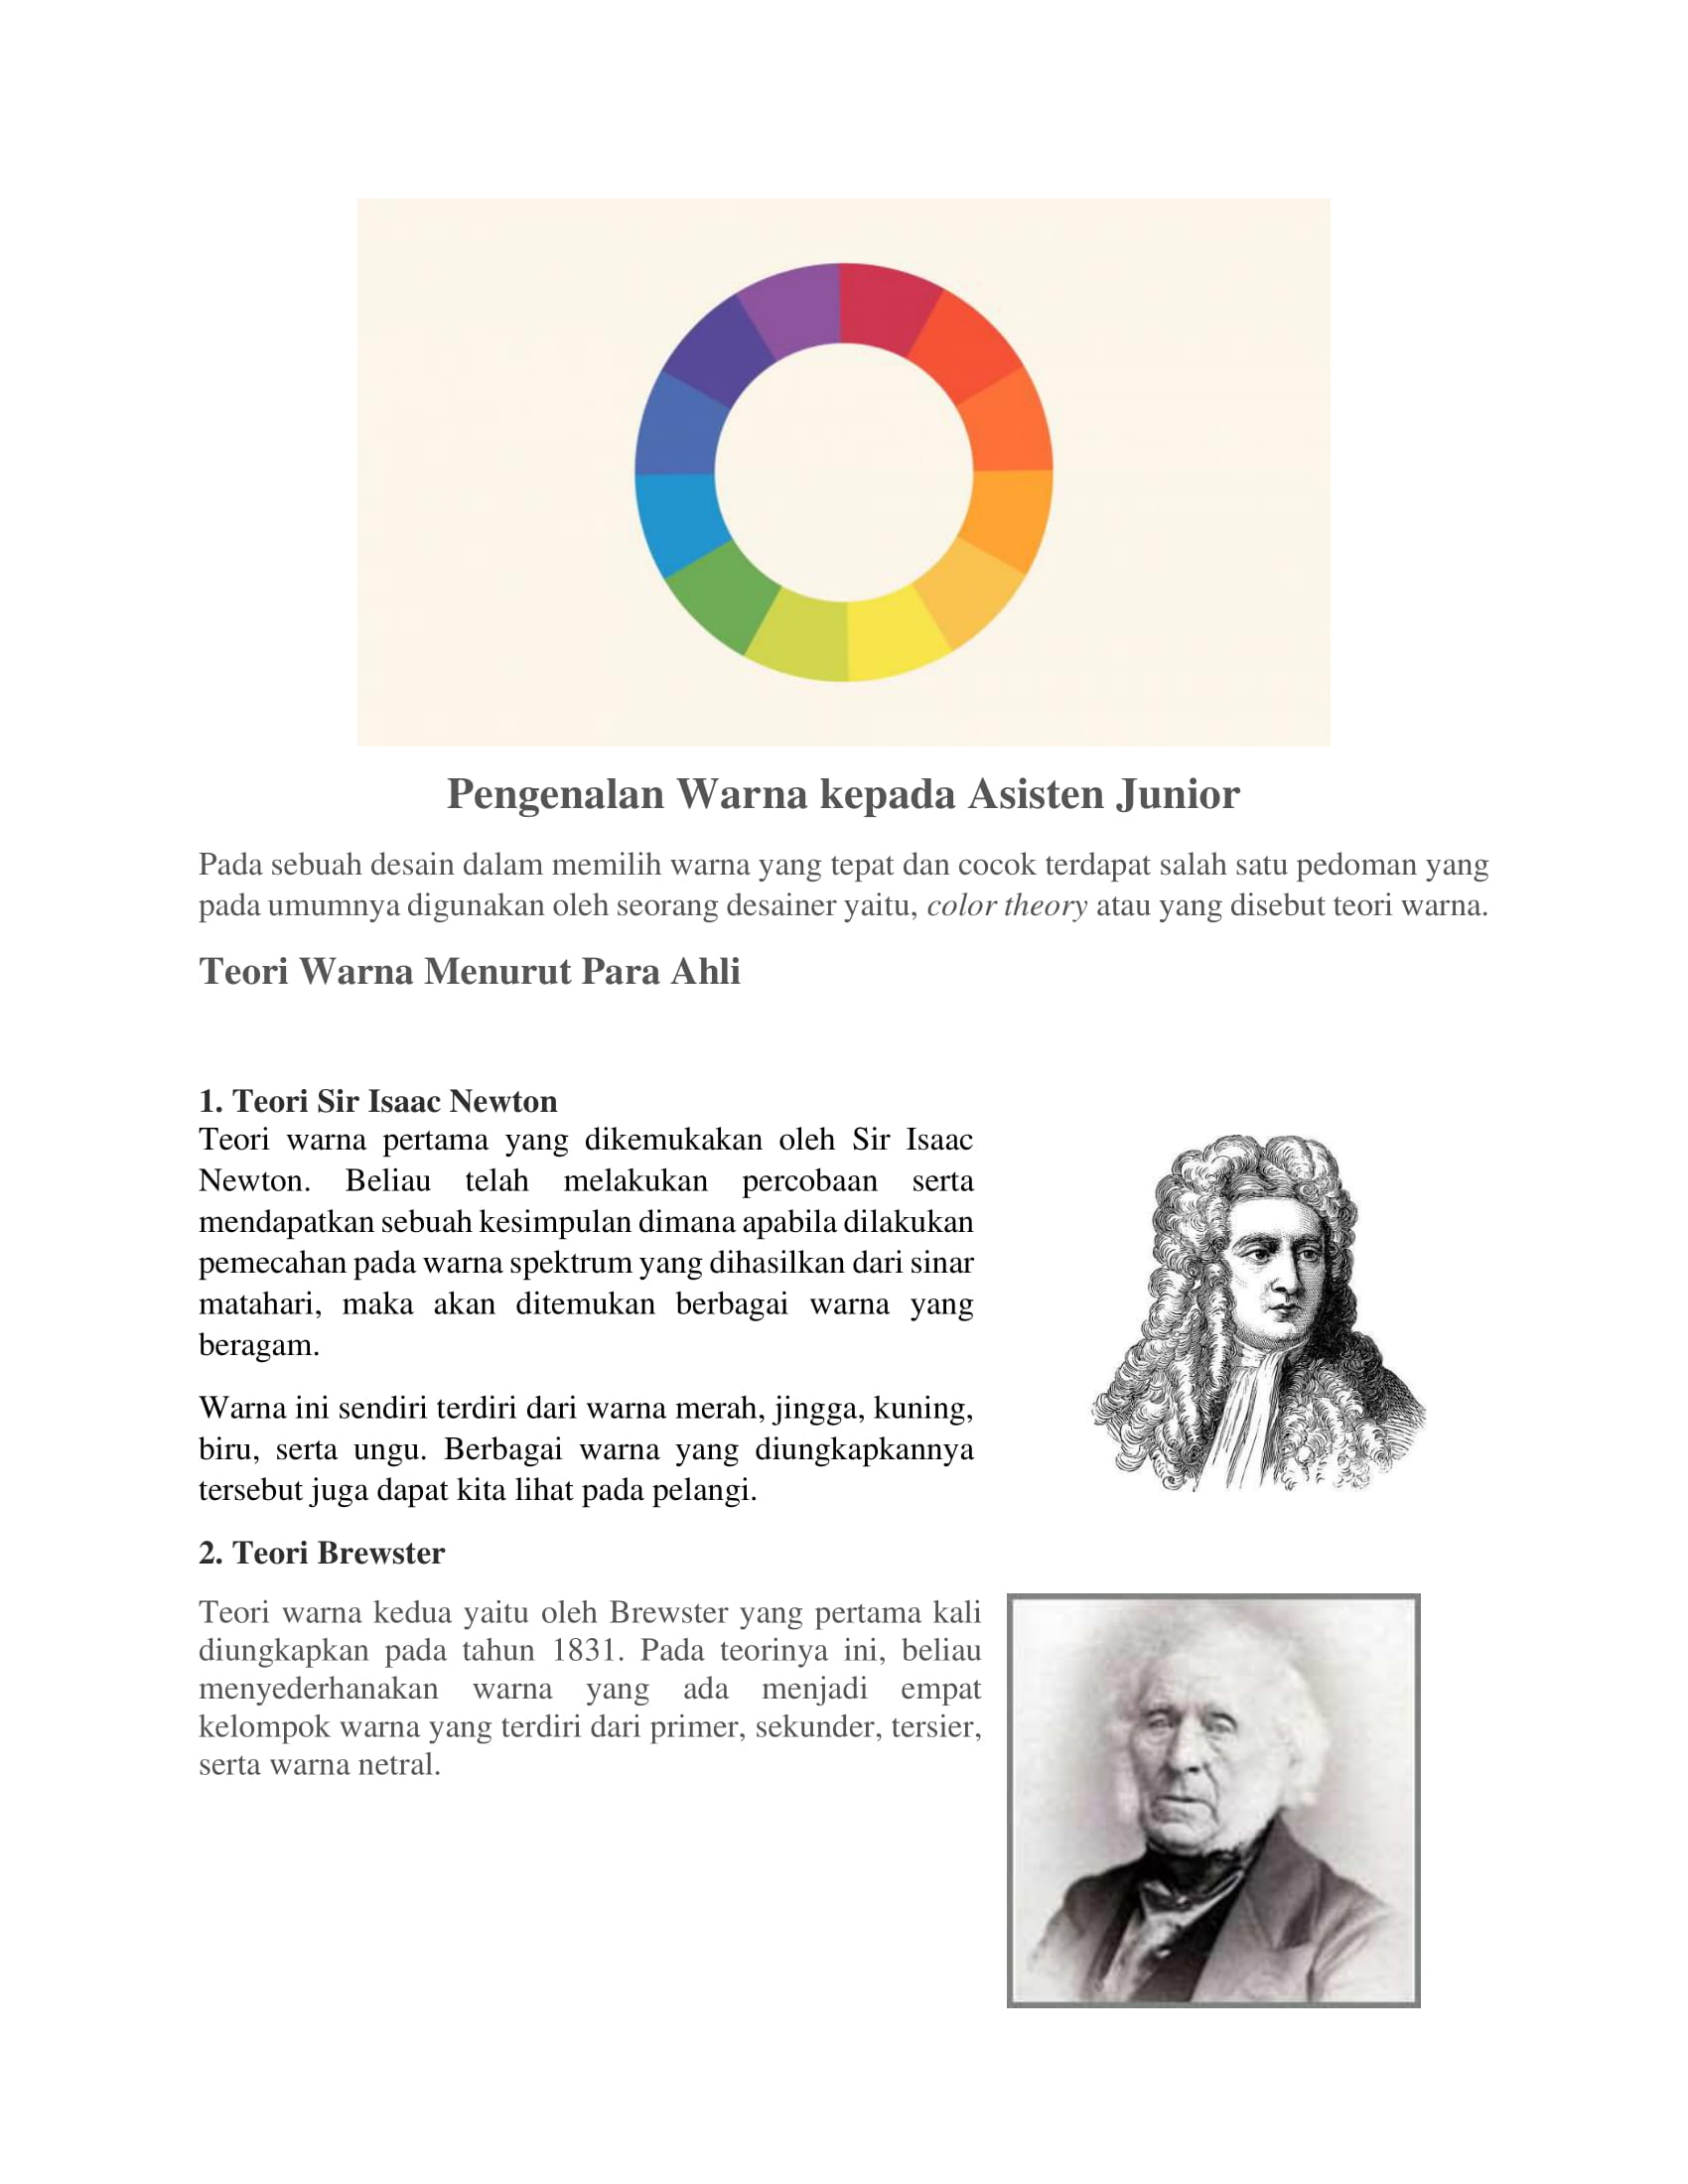 Pengenalan Warna kepada Asisten Junior
Pada sebuah desain dalam memilih warna yang tepat dan cocok terdapat salah satu pedoman yang
pada umumnya digunakan oleh seorang desainer yaitu, color theory atau yang disebut teori warna.
Teori Warna Menurut Para Ahli
1. Teori Sir Isaac Newton
Teori warna pertama yang dikemukakan oleh Sir Isaac
Newton. Beliau telah melakukan percobaan serta
mendapatkan sebuah kesimpulan dimana apabila dilakukan
pemecahan pada warna spektrum yang dihasilkan dari sinar
matahari, maka akan ditemukan berbagai warna yang
beragam.
Warna ini sendiri terdiri dari warna merah, jingga, kuning,
biru, serta ungu. Berbagai warna yang diungkapkannya
tersebut juga dapat kita lihat pada pelangi.
2. Teori Brewster
Teori warna kedua yaitu oleh Brewster yang pertama kali
diungkapkan pada tahun 1831. Pada teorinya ini, beliau
menyederhanakan warna yang ada menjadi empat
kelompok warna yang terdiri dari primer, sekunder, tersier,
serta warna netral.